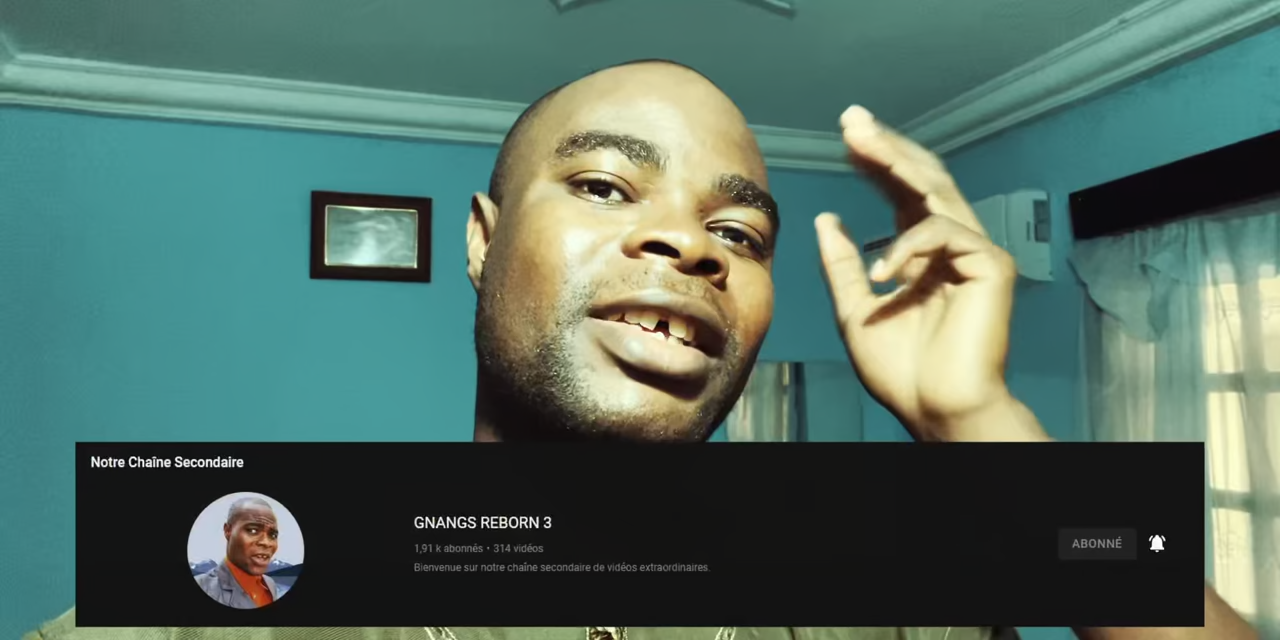 Notre Chaîne Secondaire
GNANGS REBORN 3
1,91 k abonnés • 314 vidéos
Bienvenue sur notre chaîne secondaire de vidéos extraordinaires.
ABONNÉ